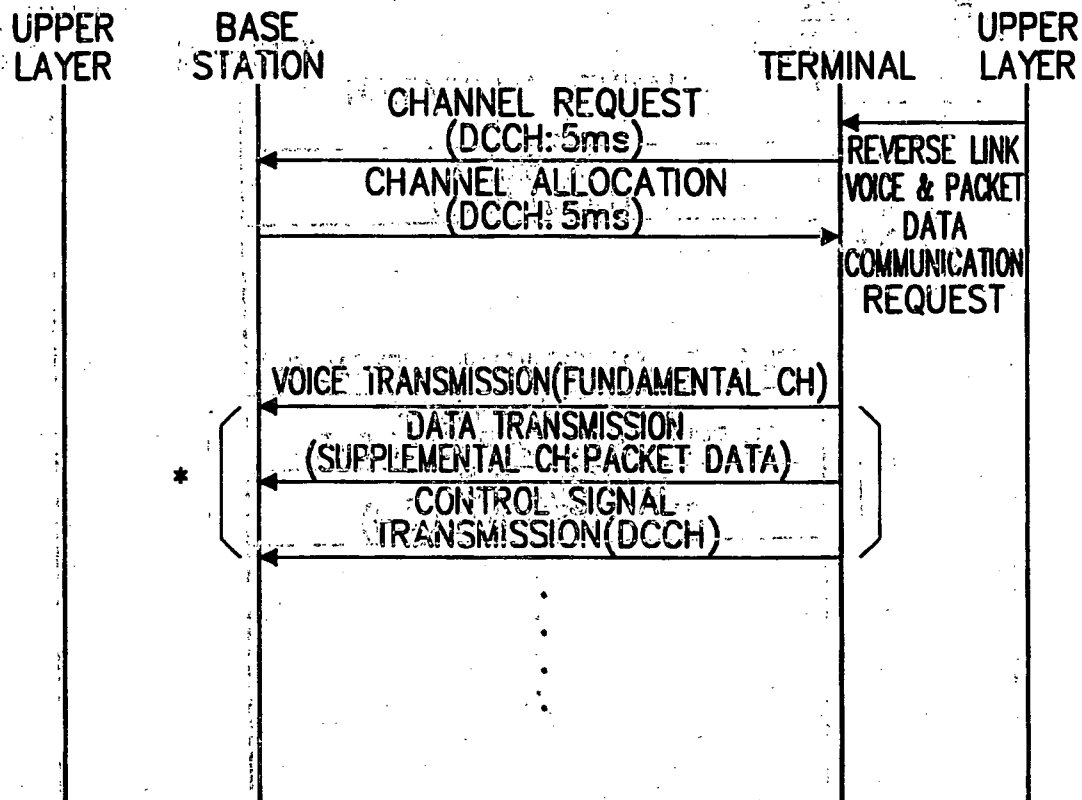 UPPER
LAYER
BASE
STATION
TERMINAL
UPPER
LAYER
CHANNEL REQUEST
(DCCH: 5ms)
REVERSE LINK
VOICE & PACKET
DATA
COMMUNICATION
REQUEST
CHANNEL ALLOCATION
(DCCH: 5ms)
VOICE TRANSMISSION(FUNDAMENTAL CH)
DATA TRANSMISSION
(SUPPLEMENTAL CH:PACKET DATA)
*
CONTROL SIGNAL
TRANSMISSION(DCCH)